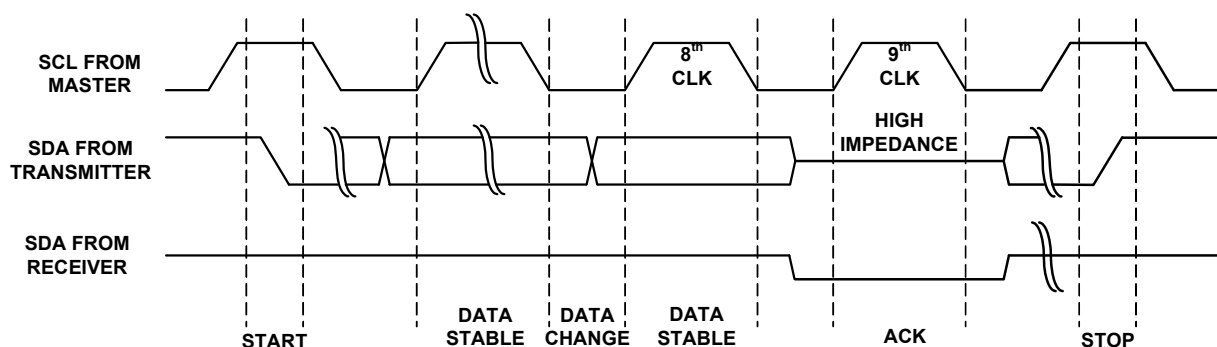 SCL FROM
MASTER
8th
CLK
9th
CLK
SDA FROM
TRANSMITTER
HIGH
IMPEDANCE
SDA FROM
RECEIVER
START
DATA
STABLE
DATA
CHANGE
DATA
STABLE
ACK
STOP